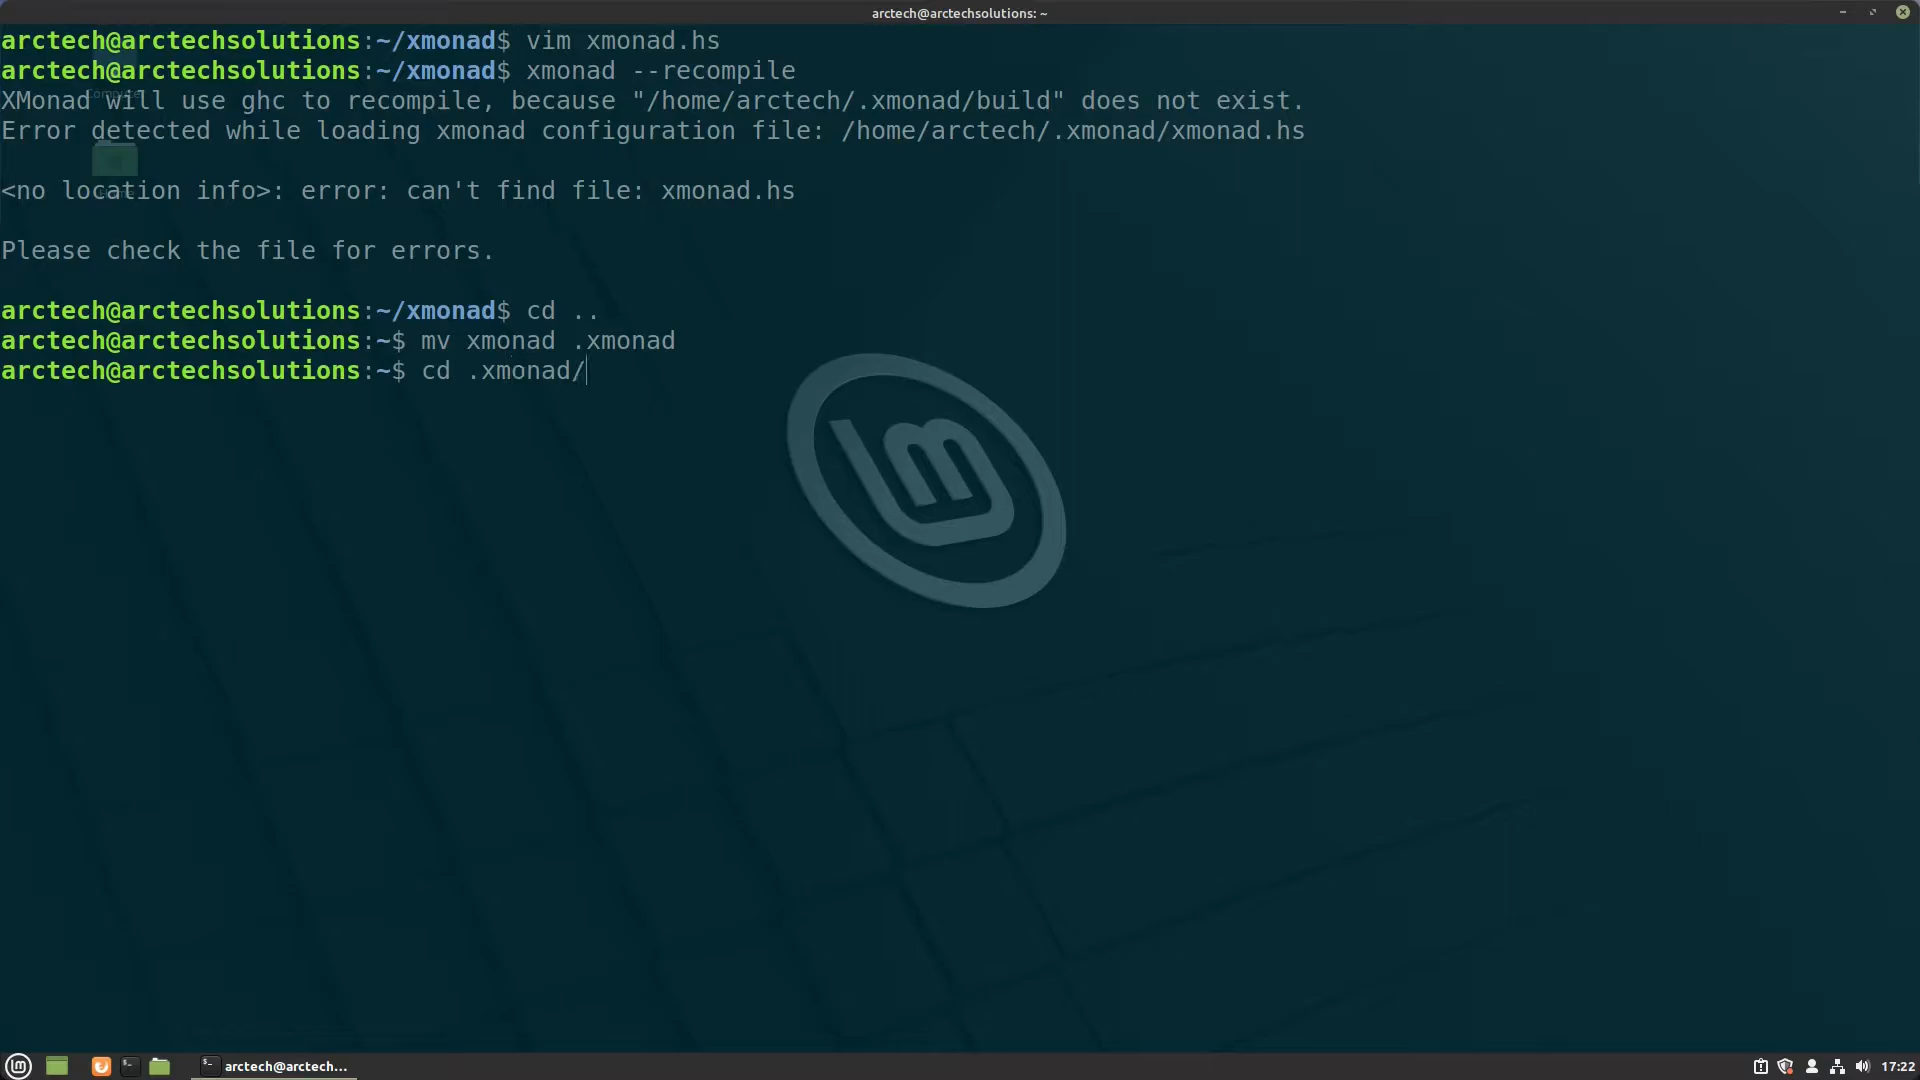 arctech@arctechsolutions: ~
arctech@arctechsolutions:~/xmonad$ vim xmonad.hs
arctech@arctechsolutions:~/xmonad$ xmonad --recompile
Computer
XMonad will use ghc to recompile, because "/home/arctech/.xmonad/build" does not exist.
Error detected while loading xmonad configuration file: /home/arctech/.xmonad/xmonad.hs
<no location info>: error: can't find file: xmonad.hs
Please check the file for errors.
arctech@arctechsolutions:~/xmonad$ cd ..
arctech@arctechsolutions:~$ mv xmonad .xmonad
arctech@arctechsolutions:~$ cd .xmonad/
arctech@arctech...
17:22